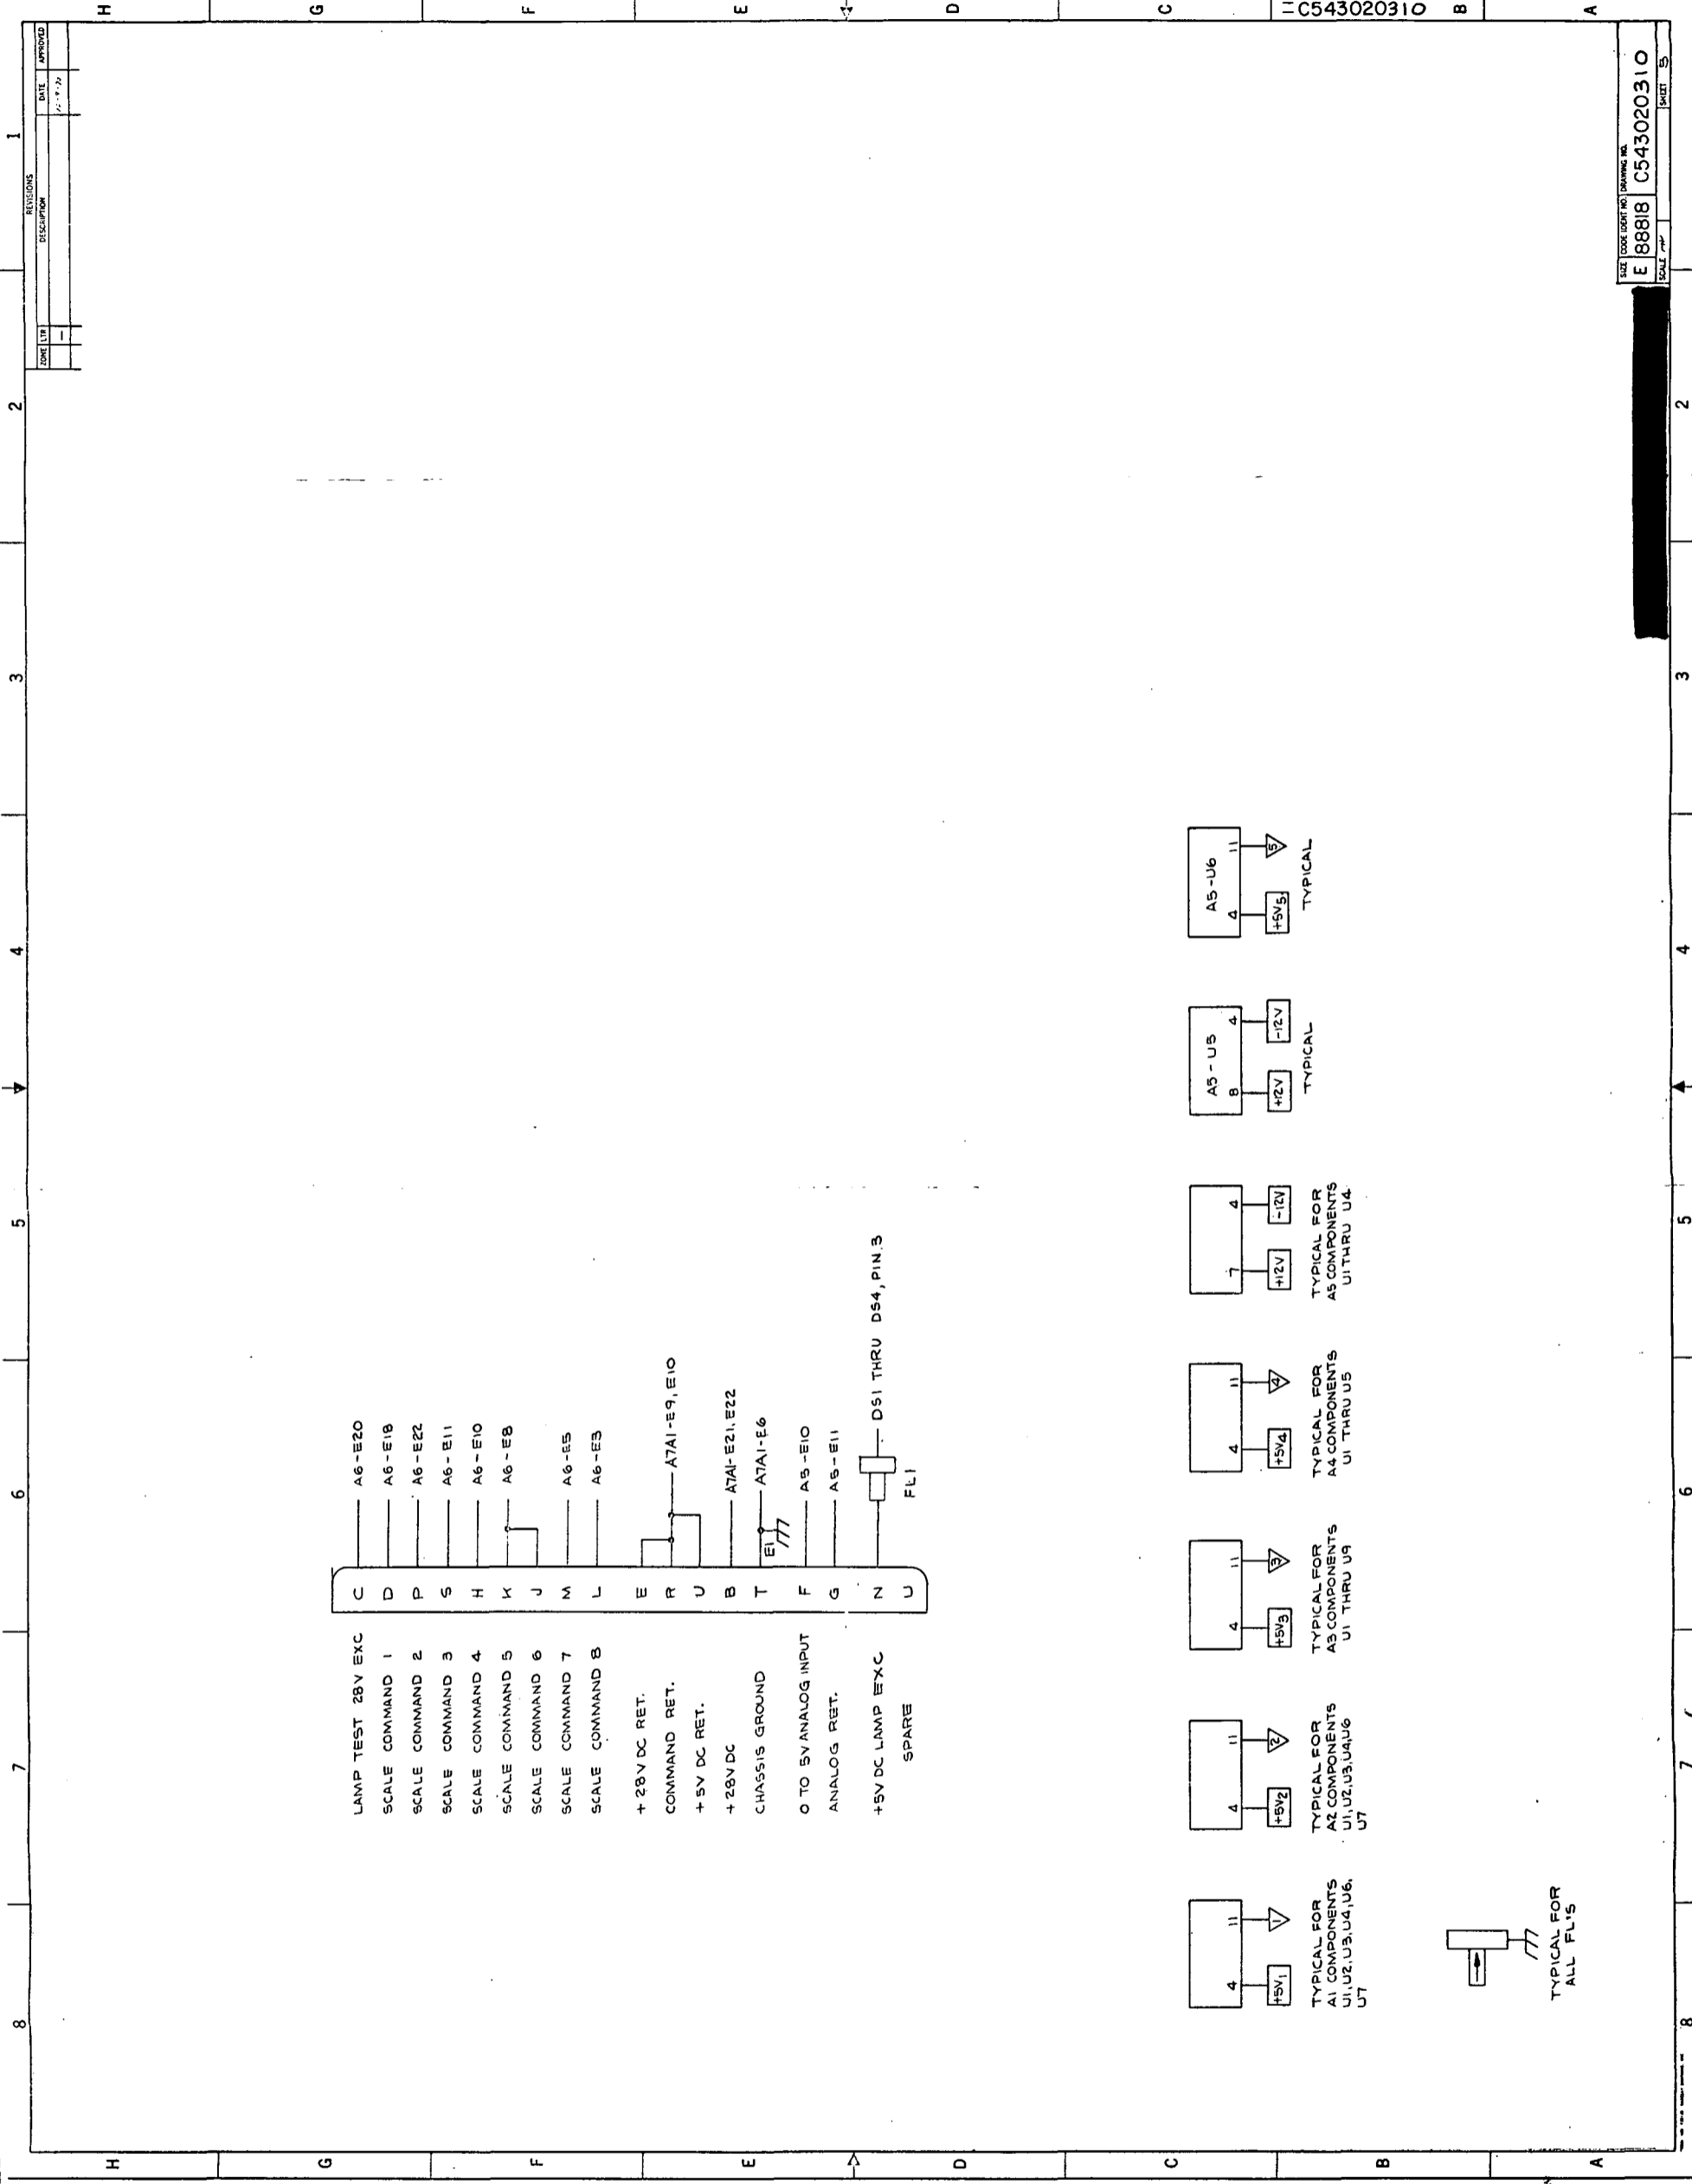 REVISIONS
ZONE LTR DESCRIPTION DATE APPROVED
—
8 7 6 5 4 3 2 1
H
G
F
E
D
C
B
A
C543020310
LAMP TEST 28V EXC C A6-E20
SCALE COMMAND 1 D A6-E18
SCALE COMMAND 2 P A6-E22
SCALE COMMAND 3 S A6-E11
SCALE COMMAND 4 H A6-E10
SCALE COMMAND 5 K A6-E8
SCALE COMMAND 6 J
SCALE COMMAND 7 M A6-E5
SCALE COMMAND 8 L A6-E3
+28V DC RET. E
COMMAND RET. R A7A1-E9, E10
+5V DC RET. U
+28V DC B A7A1-E21, E22
CHASSIS GROUND T A7A1-E6
E1
0 TO 5V ANALOG INPUT F A5-E10
ANALOG RET. G A5-E11
+5V DC LAMP EXC N DS1 THRU DS4, PIN 3
FL1
SPARE U
4 11
+5V1 1
TYPICAL FOR
A1 COMPONENTS
U1, U2, U3, U4, U6,
U7
4 11
+5V2 2
TYPICAL FOR
A2 COMPONENTS
U1, U2, U3, U4, U6
U7
4 11
+5V3 3
TYPICAL FOR
A3 COMPONENTS
U1 THRU U9
4 11
+5V4 4
TYPICAL FOR
A4 COMPONENTS
U1 THRU U5
7 4
+12V -12V
TYPICAL FOR
A5 COMPONENTS
U1 THRU U4
A5-U5
8 4
+12V -12V
TYPICAL
A5-U6
4 11
+5V5 5
TYPICAL
TYPICAL FOR
ALL FL'S
SIZE CODE IDENT NO. DRAWING NO.
E 88818 C543020310
SCALE SHEET 5
8 7 6 5 4 3 2
H
G
F
E
D
C
B
A